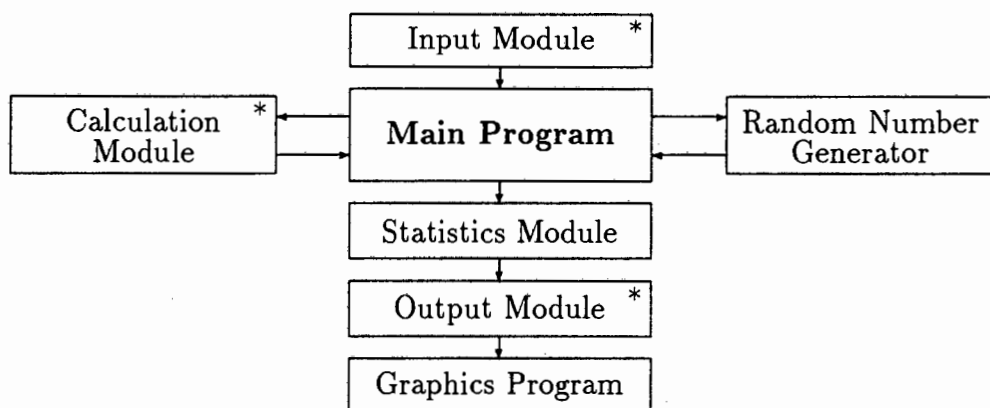 Input Module *
Calculation *
Module
Main Program
Random Number
Generator
Statistics Module
Output Module *
Graphics Program